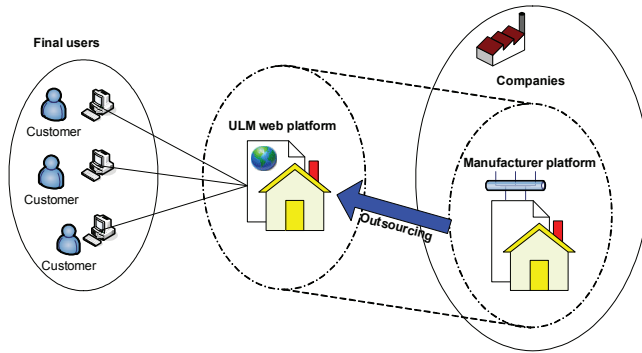 Final users
Customer
Customer
Customer
ULM web platform
Outsourcing
Companies
Manufacturer platform